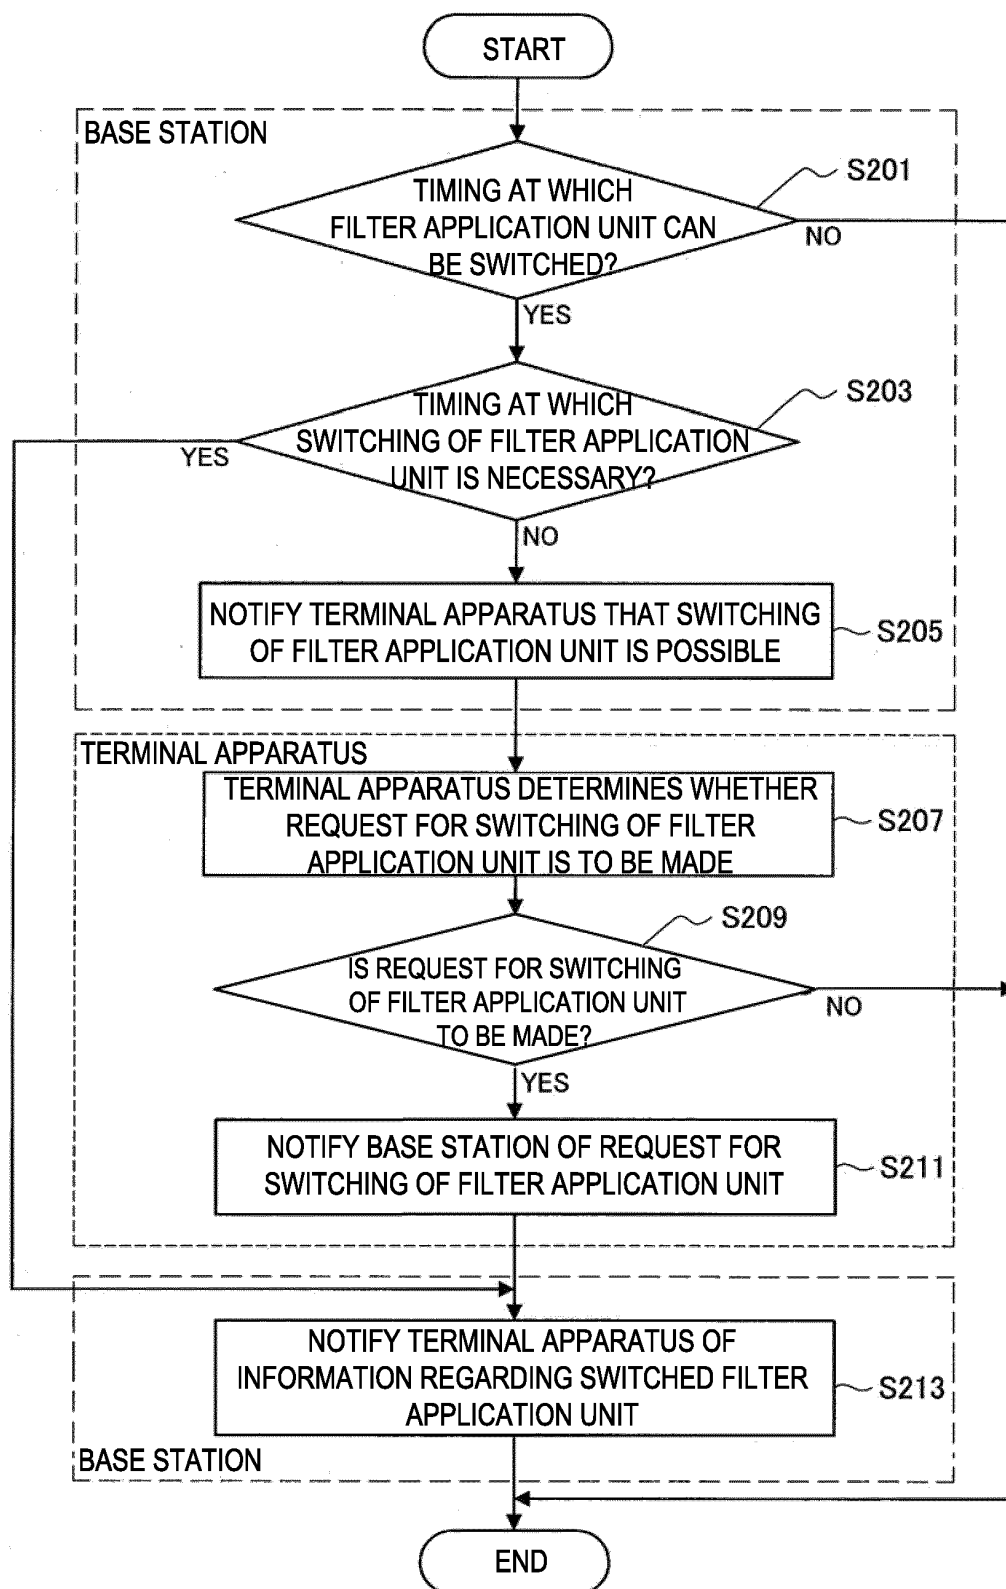 START
BASE STATION
S201
TIMING AT WHICH
FILTER APPLICATION UNIT CAN
BE SWITCHED?
NO
YES
S203
TIMING AT WHICH
SWITCHING OF FILTER APPLICATION
UNIT IS NECESSARY?
YES
NO
NOTIFY TERMINAL APPARATUS THAT SWITCHING
OF FILTER APPLICATION UNIT IS POSSIBLE
S205
TERMINAL APPARATUS
TERMINAL APPARATUS DETERMINES WHETHER
REQUEST FOR SWITCHING OF FILTER
APPLICATION UNIT IS TO BE MADE
S207
S209
IS REQUEST FOR SWITCHING
OF FILTER APPLICATION UNIT
TO BE MADE?
NO
YES
NOTIFY BASE STATION OF REQUEST FOR
SWITCHING OF FILTER APPLICATION UNIT
S211
NOTIFY TERMINAL APPARATUS OF
INFORMATION REGARDING SWITCHED FILTER
APPLICATION UNIT
S213
BASE STATION
END